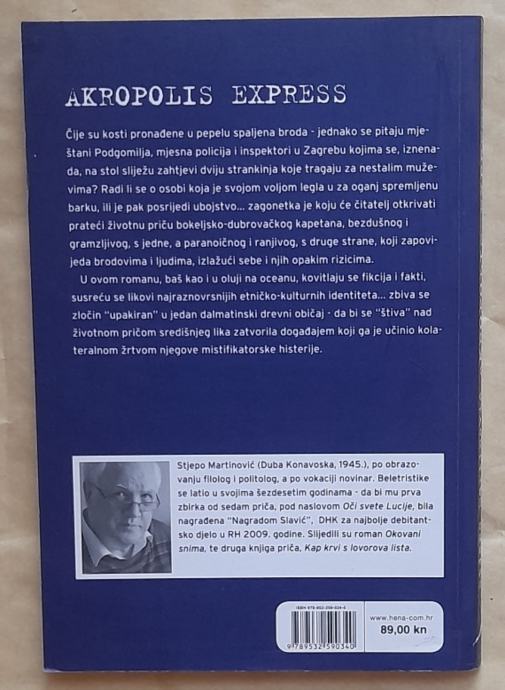 AKROPOLIS EXPRESS
Čije su kosti pronađene u pepelu spaljena broda - jednako se pitaju mje-
štani Podgomilja, mjesna policija i inspektori u Zagrebu kojima se, iznena-
da, na stol sliježu zahtjevi dviju strankinja koje tragaju za nestalim muže-
vima? Radi li se o osobi koja je svojom voljom legla u za oganj spremljenu
barku, ili je pak posrijedi ubojstvo... zagonetka je koju će čitatelj otkrivati
prateći životnu priču bokeljsko-dubrovačkog kapetana, bezdušnog i
gramzljivog, s jedne, a paranoičnog i ranjivog, s druge strane, koji zapovi-
jeda brodovima i ljudima, izlažući sebe i njih opakim rizicima.
U ovom romanu, baš kao i u oluji na oceanu, kovitlaju se fikcija i fakti,
susreću se likovi najraznovrsnijih etničko-kulturnih identiteta... zbiva se
zločin "upakiran" u jedan dalmatinski drevni običaj - da bi se "štiva" nad
životnom pričom središnjeg lika zatvorila događajem koji ga je učinio kola-
teralnom žrtvom njegove mistifikatorske histerije.
Stjepo Martinović (Duba Konavoska, 1945.), po obrazo-
vanju filolog i politolog, a po vokaciji novinar. Beletristike
se latio u svojima šezdesetim godinama - da bi mu prva
zbirka od sedam priča, pod naslovom Oči svete Lucije, bila
nagrađena "Nagradom Slavić", DHK za najbolje debitant-
sko djelo u RH 2009. godine. Slijedili su roman Okovani
snima, te druga knjiga priča, Kap krvi s lovorova lista.
ISBN 978-953-259-034-0
www.hena-com.hr
89,00 kn
9789532590340